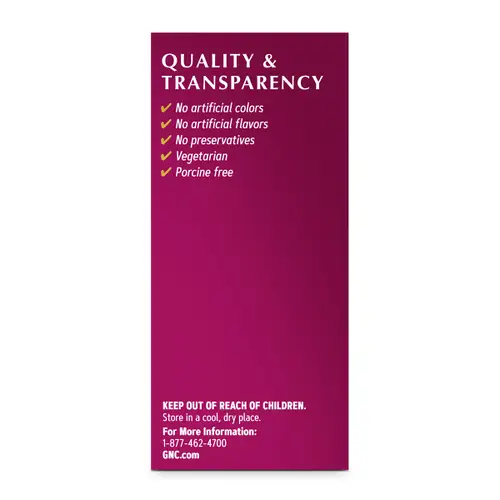 QUALITY &
TRANSPARENCY
✔ No artificial colors
✔ No artificial flavors
✔ No preservatives
✔ Vegetarian
✔ Porcine free
KEEP OUT OF REACH OF CHILDREN.
Store in a cool, dry place.
For More Information:
1-877-462-4700
GNC.com